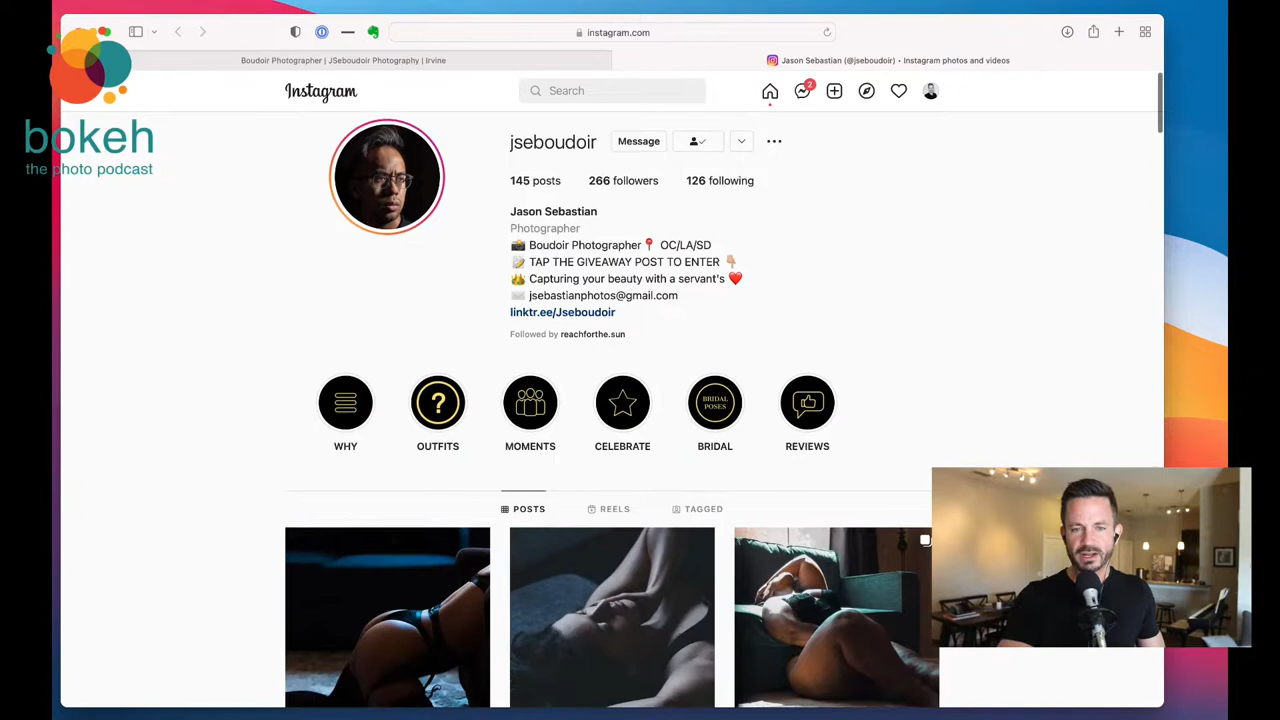 instagram.com
Boudoir Photographer | JSeboudoir Photography | Irvine
Jason Sebastian (@jseboudoir) • Instagram photos and videos
bokeh
the photo podcast
Instagram
Search
2
jseboudoir
Message
145 posts
266 followers
126 following
Jason Sebastian
Photographer
📸 Boudoir Photographer📍 OC/LA/SD
📝 TAP THE GIVEAWAY POST TO ENTER 👇🏼
👑 Capturing your beauty with a servant's ❤️
✉️ jsebastianphotos@gmail.com
linktr.ee/Jseboudoir
Followed by reachforthe.sun
?
BRIDAL
POSES
WHY
OUTFITS
MOMENTS
CELEBRATE
BRIDAL
REVIEWS
POSTS
REELS
TAGGED